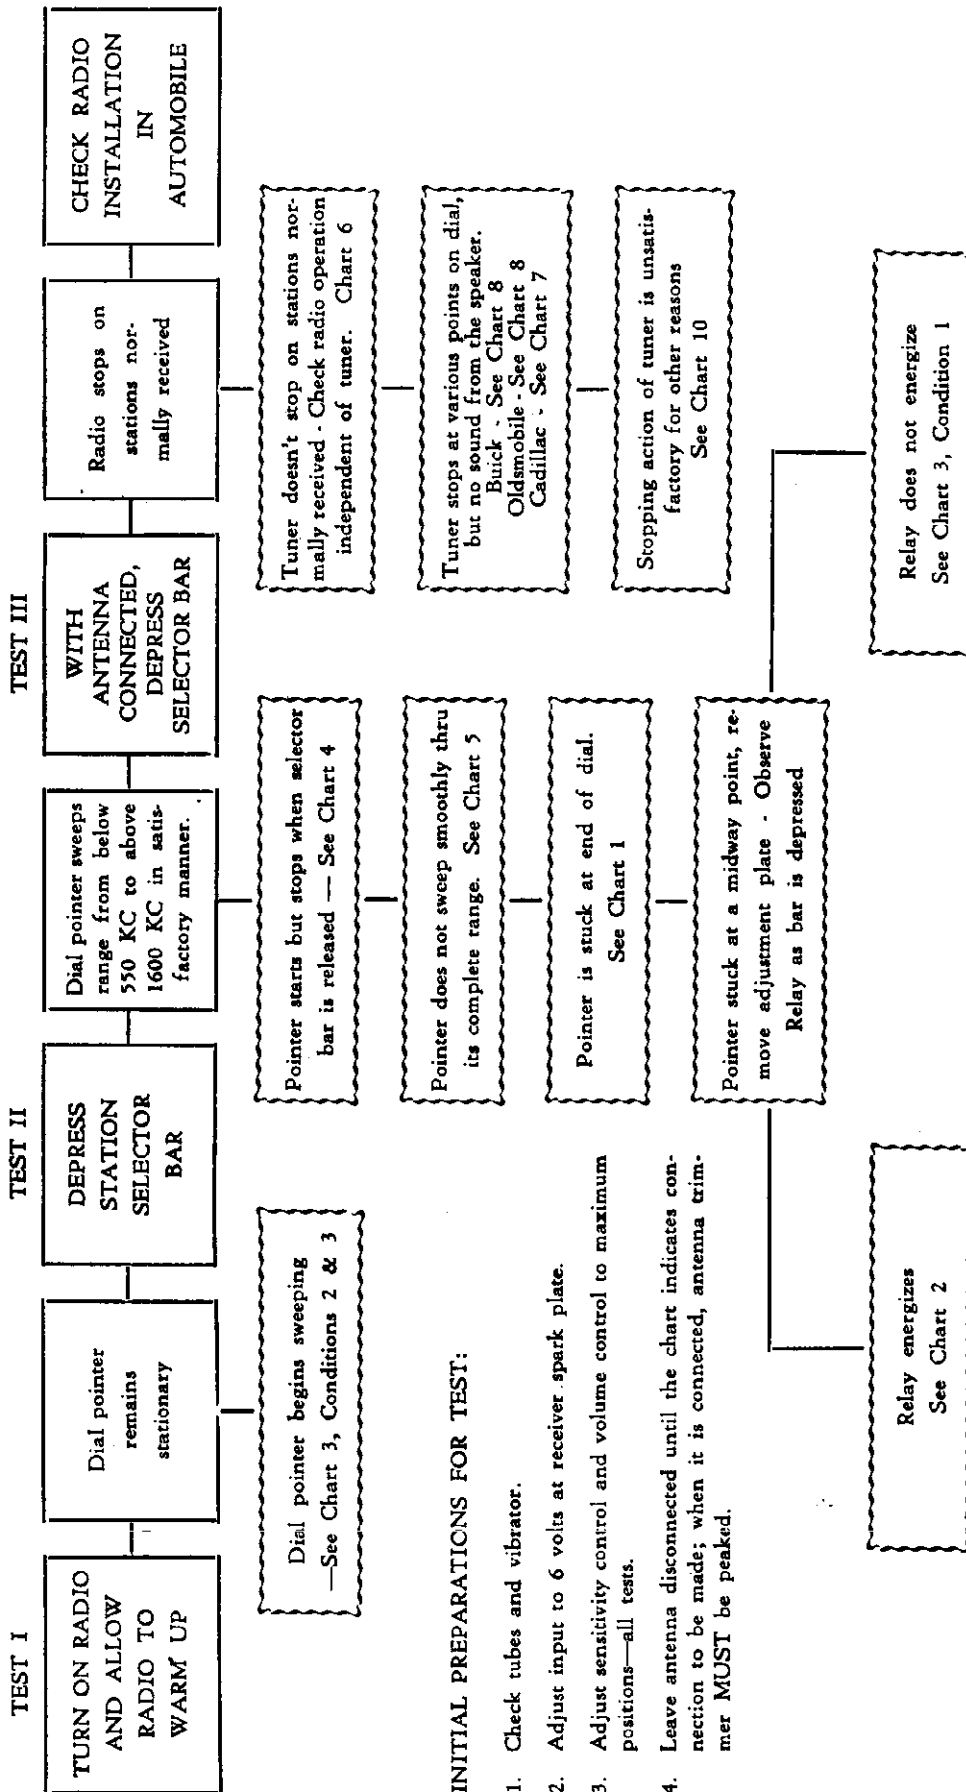 TEST I
TURN ON RADIO
AND ALLOW
RADIO TO
WARM UP
Dial pointer
remains
stationary
Dial pointer begins sweeping
—See Chart 3, Conditions 2 & 3
TEST II
DEPRESS
STATION
SELECTOR
BAR
Dial pointer sweeps
range from below
550 KC to above
1600 KC in satis-
factory manner.
Pointer starts but stops when selector
bar is released — See Chart 4
Pointer does not sweep smoothly thru
its complete range. See Chart 5
Pointer is stuck at end of dial.
See Chart 1
Pointer stuck at a midway point, re-
move adjustment plate - Observe
Relay as bar is depressed
Relay energizes
See Chart 2
Relay does not energize
See Chart 3, Condition 1
TEST III
WITH
ANTENNA
CONNECTED,
DEPRESS
SELECTOR BAR
Radio stops on
stations nor-
mally received
Tuner doesn't stop on stations nor-
mally received - Check radio operation
independent of tuner. Chart 6
Tuner stops at various points on dial,
but no sound from the speaker.
Buick - See Chart 8
Oldsmobile - See Chart 8
Cadillac - See Chart 7
Stopping action of tuner is unsatis-
factory for other reasons
See Chart 10
CHECK RADIO
INSTALLATION
IN
AUTOMOBILE
INITIAL PREPARATIONS FOR TEST:
1. Check tubes and vibrator.
2. Adjust input to 6 volts at receiver spark plate.
3. Adjust sensitivity control and volume control to maximum
positions—all tests.
4. Leave antenna disconnected until the chart indicates con-
nection to be made; when it is connected, antenna trim-
mer MUST be peaked.